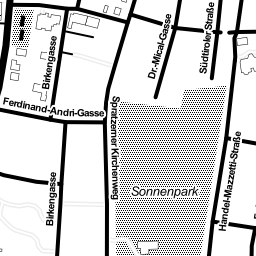 Birkengasse
Dr.-Mical-Gasse
Südtiroler Straße
Ferdinand-Andri-Gasse
Spratzerner Kirchenweg
Handel-Mazzetti-Straße
Sonnenpark
Birkengasse